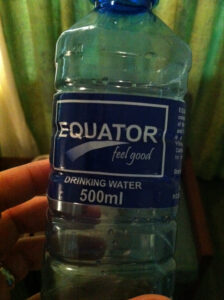 EQUATOR
feel good
DRINKING WATER
500ml